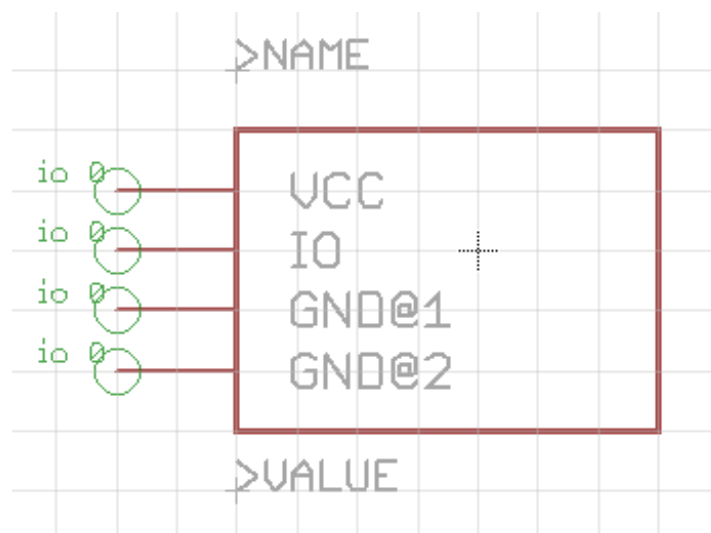 >NAME
io 0 VCC
io 0 IO
io 0 GND@1
io 0 GND@2
>VALUE